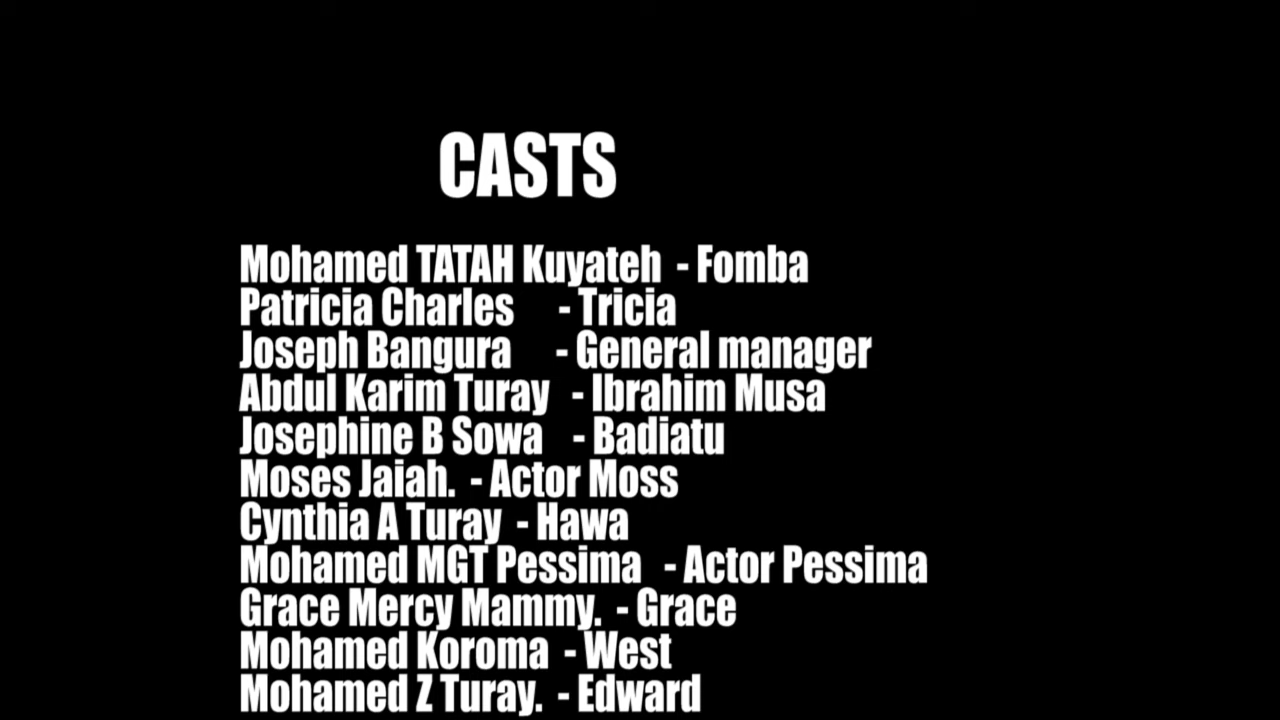 CASTS
Mohamed TATAH Kuyateh - Fomba
Patricia Charles - Tricia
Joseph Bangura - General manager
Abdul Karim Turay - Ibrahim Musa
Josephine B Sowa - Badiatu
Moses Jaiah. - Actor Moss
Cynthia A Turay - Hawa
Mohamed MGT Pessima - Actor Pessima
Grace Mercy Mammy. - Grace
Mohamed Koroma - West
Mohamed Z Turay. - Edward